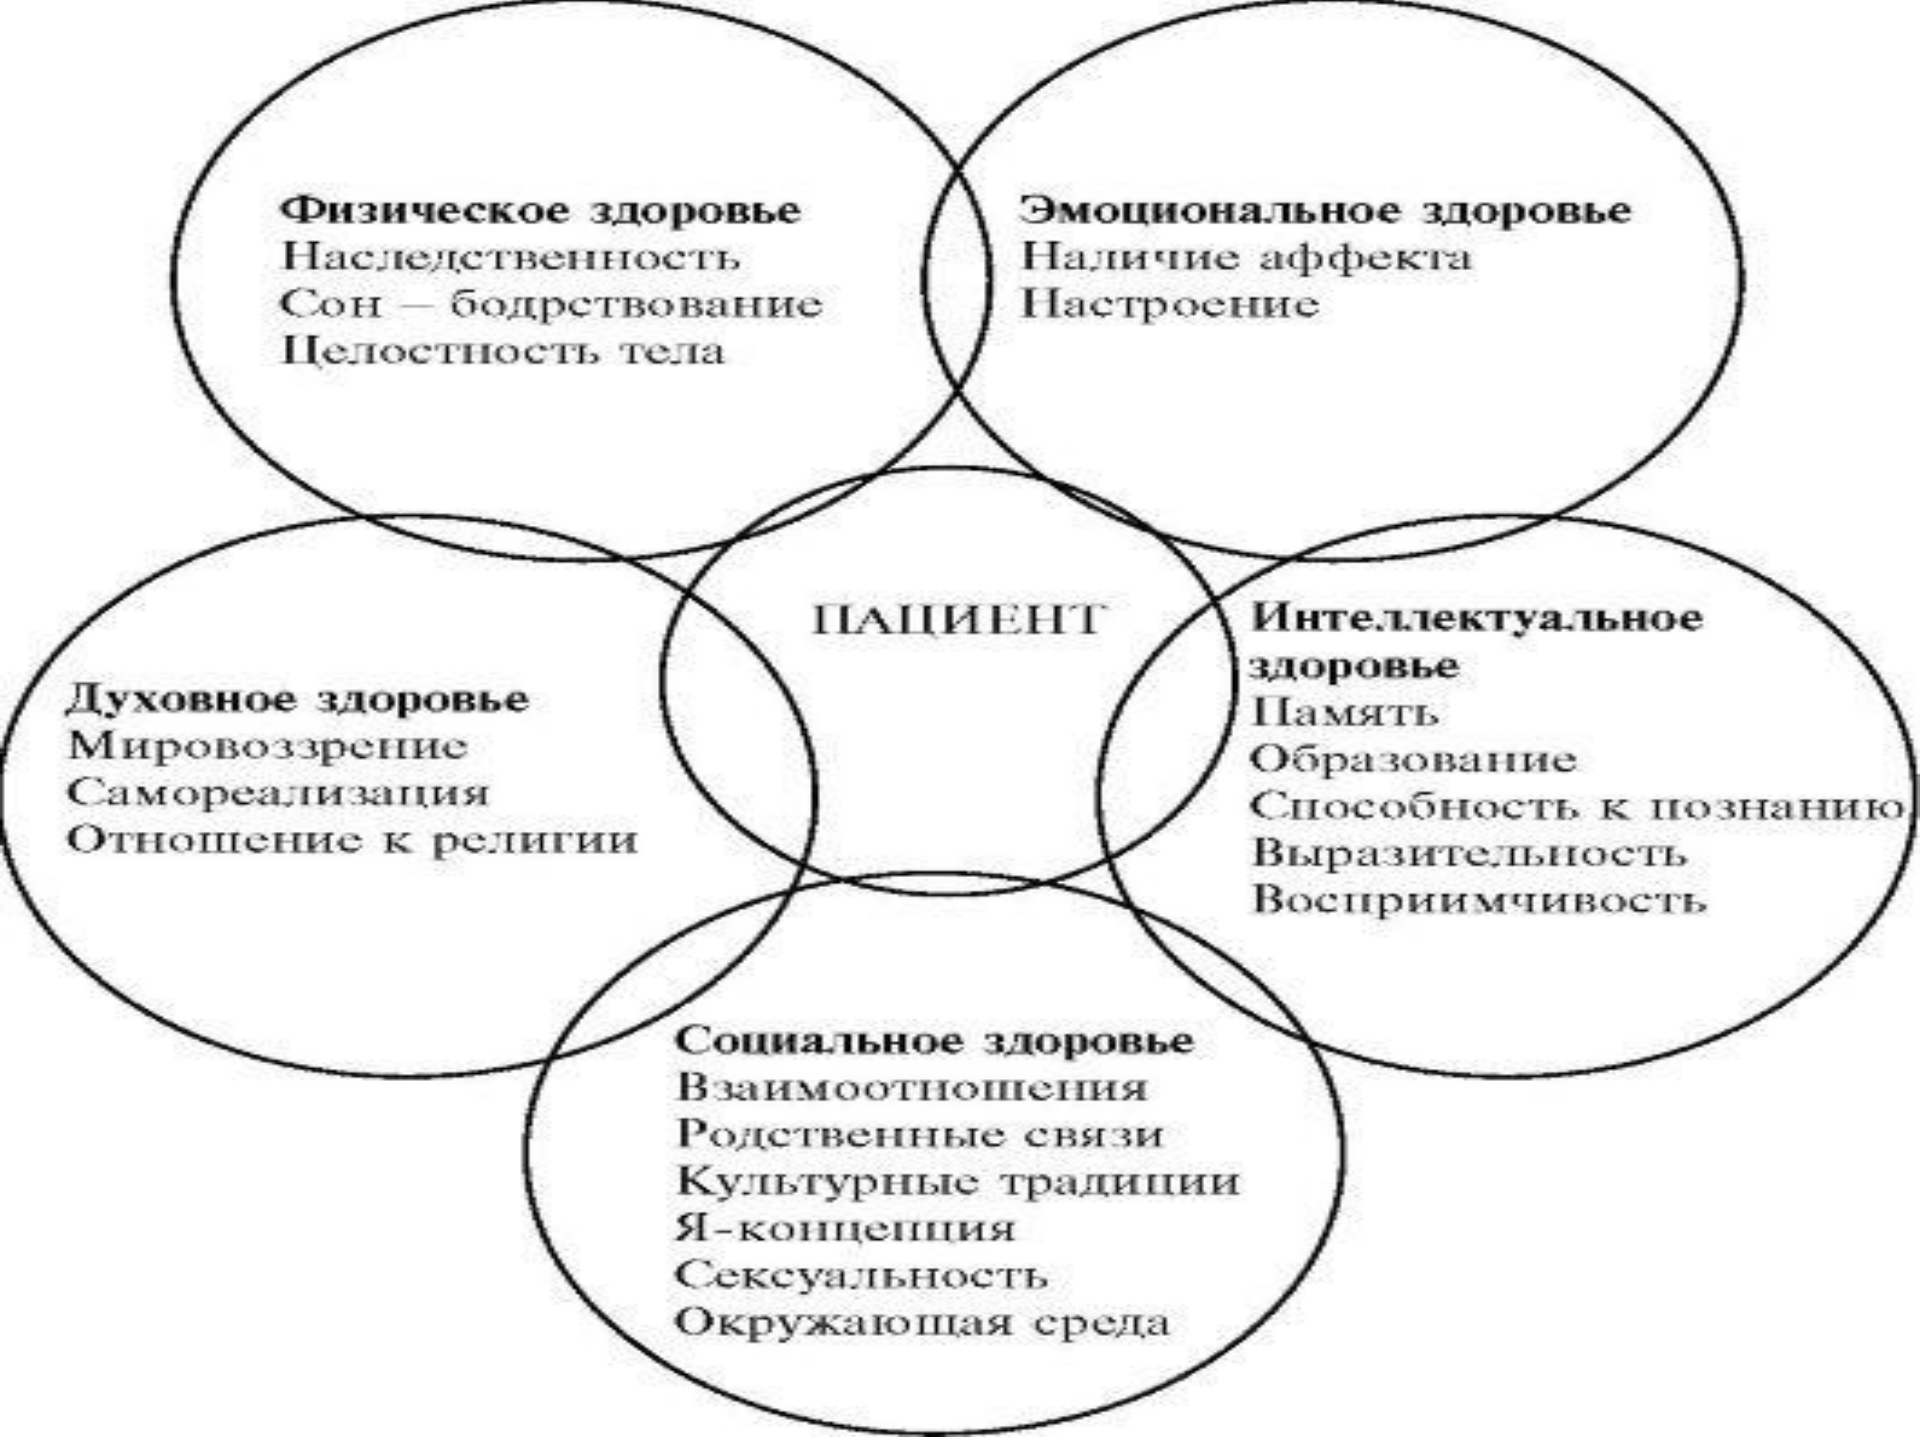 Физическое здоровье
Наследственность
Сон – бодрствование
Целостность тела
Эмоциональное здоровье
Наличие аффекта
Настроение
ПАЦИЕНТ
Духовное здоровье
Мировоззрение
Самореализация
Отношение к религии
Интеллектуальное
здоровье
Память
Образование
Способность к познанию
Выразительность
Восприимчивость
Социальное здоровье
Взаимоотношения
Родственные связи
Культурные традиции
Я-концепция
Сексуальность
Окружающая среда